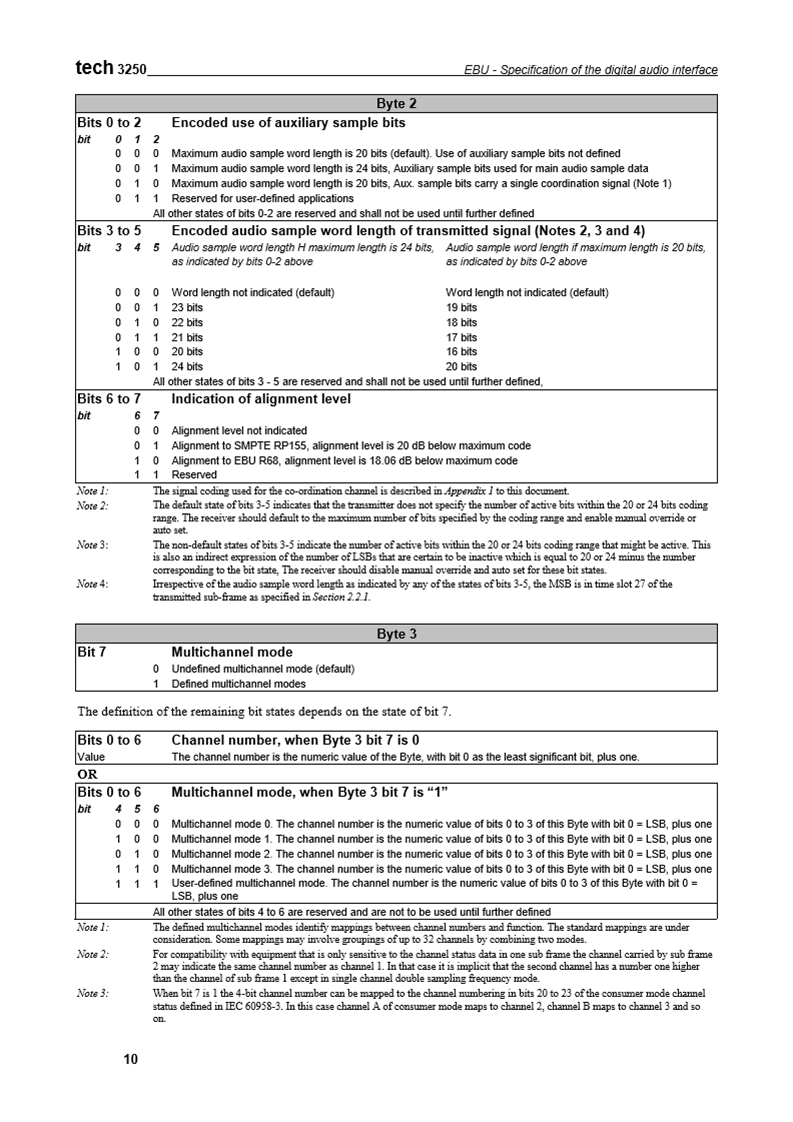 tech 3250 EBU - Specification of the digital audio interface
Byte 2
Bits 0 to 2 Encoded use of auxiliary sample bits
bit 0 1 2
0 0 0 Maximum audio sample word length is 20 bits (default). Use of auxiliary sample bits not defined
0 0 1 Maximum audio sample word length is 24 bits, Auxiliary sample bits used for main audio sample data
0 1 0 Maximum audio sample word length is 20 bits, Aux. sample bits carry a single coordination signal (Note 1)
0 1 1 Reserved for user-defined applications
All other states of bits 0-2 are reserved and shall not be used until further defined
Bits 3 to 5 Encoded audio sample word length of transmitted signal (Notes 2, 3 and 4)
bit 3 4 5 Audio sample word length H maximum length is 24 bits, Audio sample word length if maximum length is 20 bits,
as indicated by bits 0-2 above as indicated by bits 0-2 above
0 0 0 Word length not indicated (default) Word length not indicated (default)
0 0 1 23 bits 19 bits
0 1 0 22 bits 18 bits
0 1 1 21 bits 17 bits
1 0 0 20 bits 16 bits
1 0 1 24 bits 20 bits
All other states of bits 3 - 5 are reserved and shall not be used until further defined,
Bits 6 to 7 Indication of alignment level
bit 6 7
0 0 Alignment level not indicated
0 1 Alignment to SMPTE RP155, alignment level is 20 dB below maximum code
1 0 Alignment to EBU R68, alignment level is 18.06 dB below maximum code
1 1 Reserved
Note 1: The signal coding used for the co-ordination channel is described in Appendix 1 to this document.
Note 2: The default state of bits 3-5 indicates that the transmitter does not specify the number of active bits within the 20 or 24 bits coding
range. The receiver should default to the maximum number of bits specified by the coding range and enable manual override or
auto set.
Note 3: The non-default states of bits 3-5 indicate the number of active bits within the 20 or 24 bits coding range that might be active. This
is also an indirect expression of the number of LSBs that are certain to be inactive which is equal to 20 or 24 minus the number
corresponding to the bit state, The receiver should disable manual override and auto set for these bit states.
Note 4: Irrespective of the audio sample word length as indicated by any of the states of bits 3-5, the MSB is in time slot 27 of the
transmitted sub-frame as specified in Section 2.2.1.
Byte 3
Bit 7 Multichannel mode
0 Undefined multichannel mode (default)
1 Defined multichannel modes
The definition of the remaining bit states depends on the state of bit 7.
Bits 0 to 6 Channel number, when Byte 3 bit 7 is 0
Value The channel number is the numeric value of the Byte, with bit 0 as the least significant bit, plus one.
OR
Bits 0 to 6 Multichannel mode, when Byte 3 bit 7 is “1”
bit 4 5 6
0 0 0 Multichannel mode 0. The channel number is the numeric value of bits 0 to 3 of this Byte with bit 0 = LSB, plus one
1 0 0 Multichannel mode 1. The channel number is the numeric value of bits 0 to 3 of this Byte with bit 0 = LSB, plus one
0 1 0 Multichannel mode 2. The channel number is the numeric value of bits 0 to 3 of this Byte with bit 0 = LSB, plus one
1 1 0 Multichannel mode 3. The channel number is the numeric value of bits 0 to 3 of this Byte with bit 0 = LSB, plus one
1 1 1 User-defined multichannel mode. The channel number is the numeric value of bits 0 to 3 of this Byte with bit 0 =
LSB, plus one
All other states of bits 4 to 6 are reserved and are not to be used until further defined
Note 1: The defined multichannel modes identify mappings between channel numbers and function. The standard mappings are under
consideration. Some mappings may involve groupings of up to 32 channels by combining two modes.
Note 2: For compatibility with equipment that is only sensitive to the channel status data in one sub frame the channel carried by sub frame
2 may indicate the same channel number as channel 1. In that case it is implicit that the second channel has a number one higher
than the channel of sub frame 1 except in single channel double sampling frequency mode.
Note 3: When bit 7 is 1 the 4-bit channel number can be mapped to the channel numbering in bits 20 to 23 of the consumer mode channel
status defined in IEC 60958-3. In this case channel A of consumer mode maps to channel 2, channel B maps to channel 3 and so
on.
10